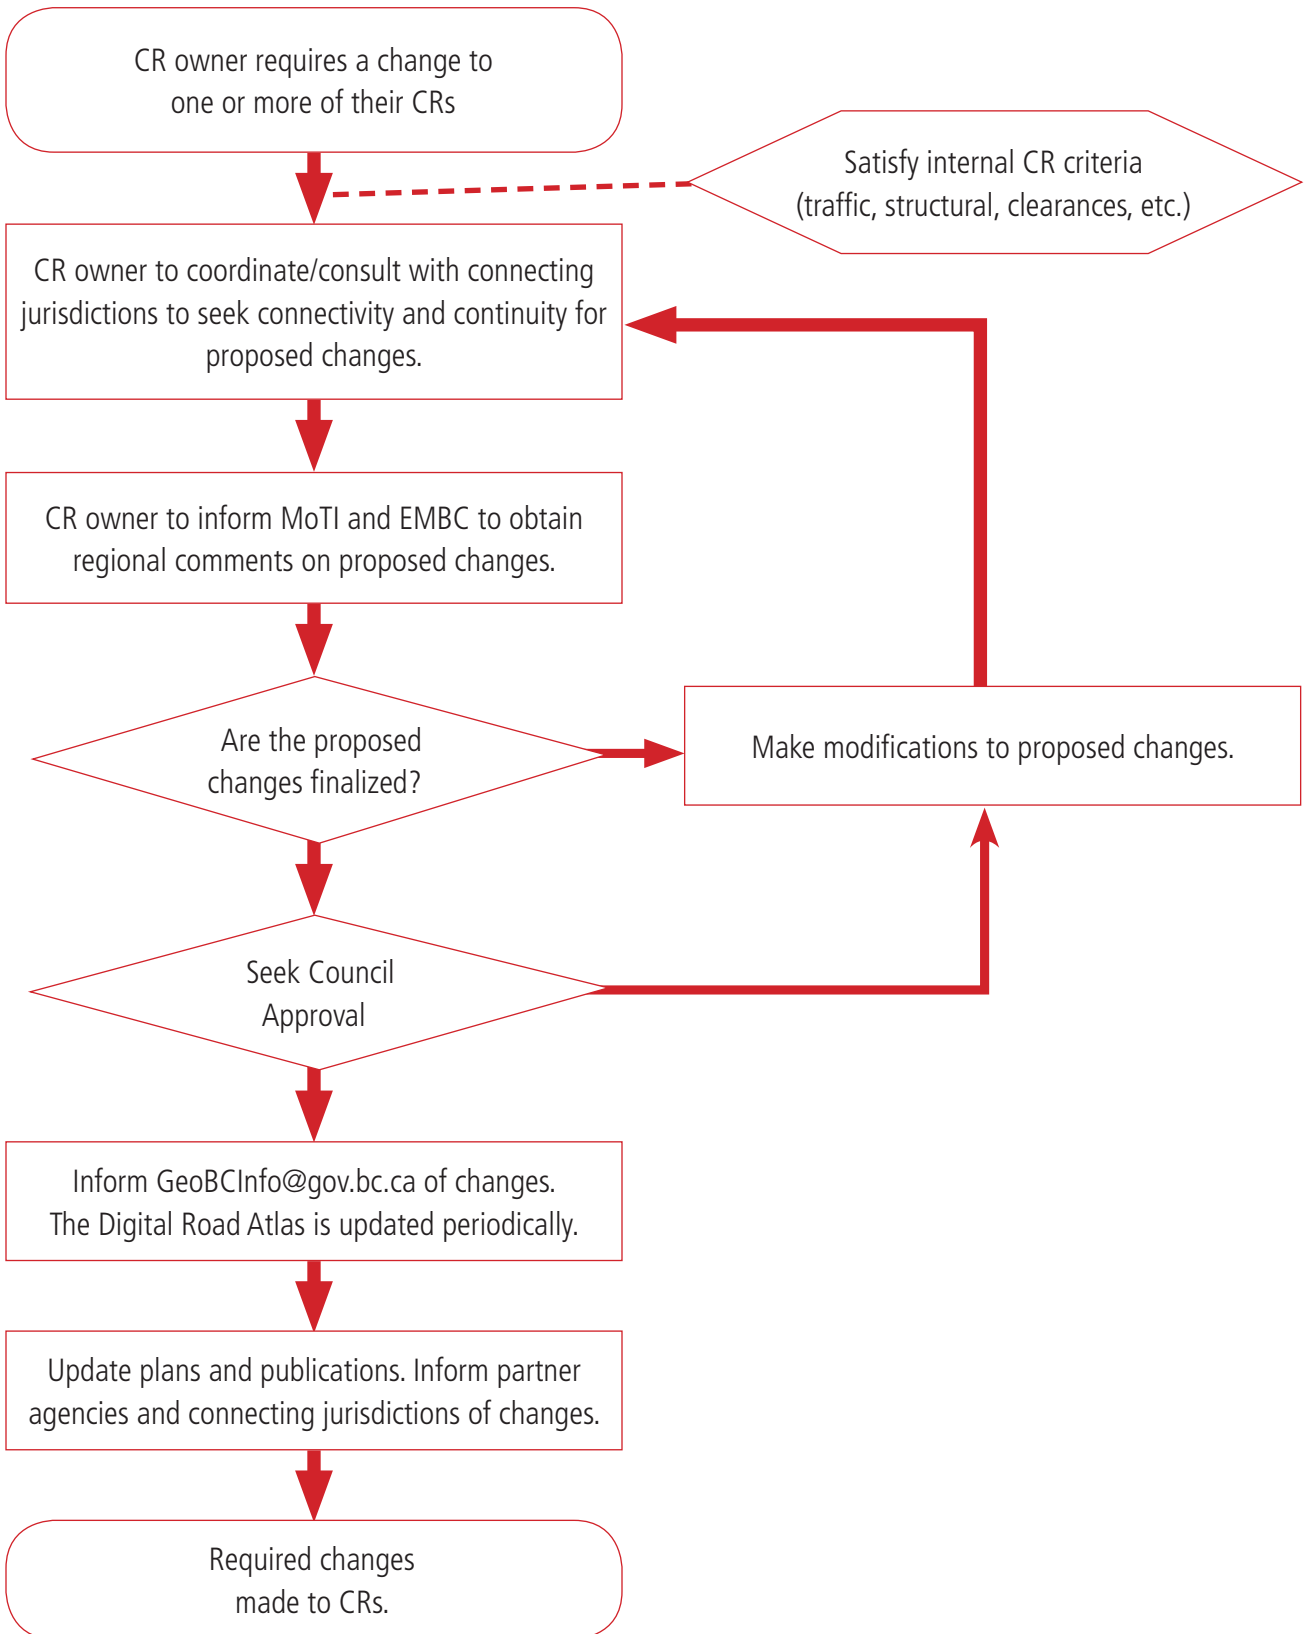 CR owner requires a change to
one or more of their CRs
Satisfy internal CR criteria
(traffic, structural, clearances, etc.)
CR owner to coordinate/consult with connecting
jurisdictions to seek connectivity and continuity for
proposed changes.
CR owner to inform MoTI and EMBC to obtain
regional comments on proposed changes.
Are the proposed
changes finalized?
Make modifications to proposed changes.
Seek Council
Approval
Inform GeoBCInfo@gov.bc.ca of changes.
The Digital Road Atlas is updated periodically.
Update plans and publications. Inform partner
agencies and connecting jurisdictions of changes.
Required changes
made to CRs.